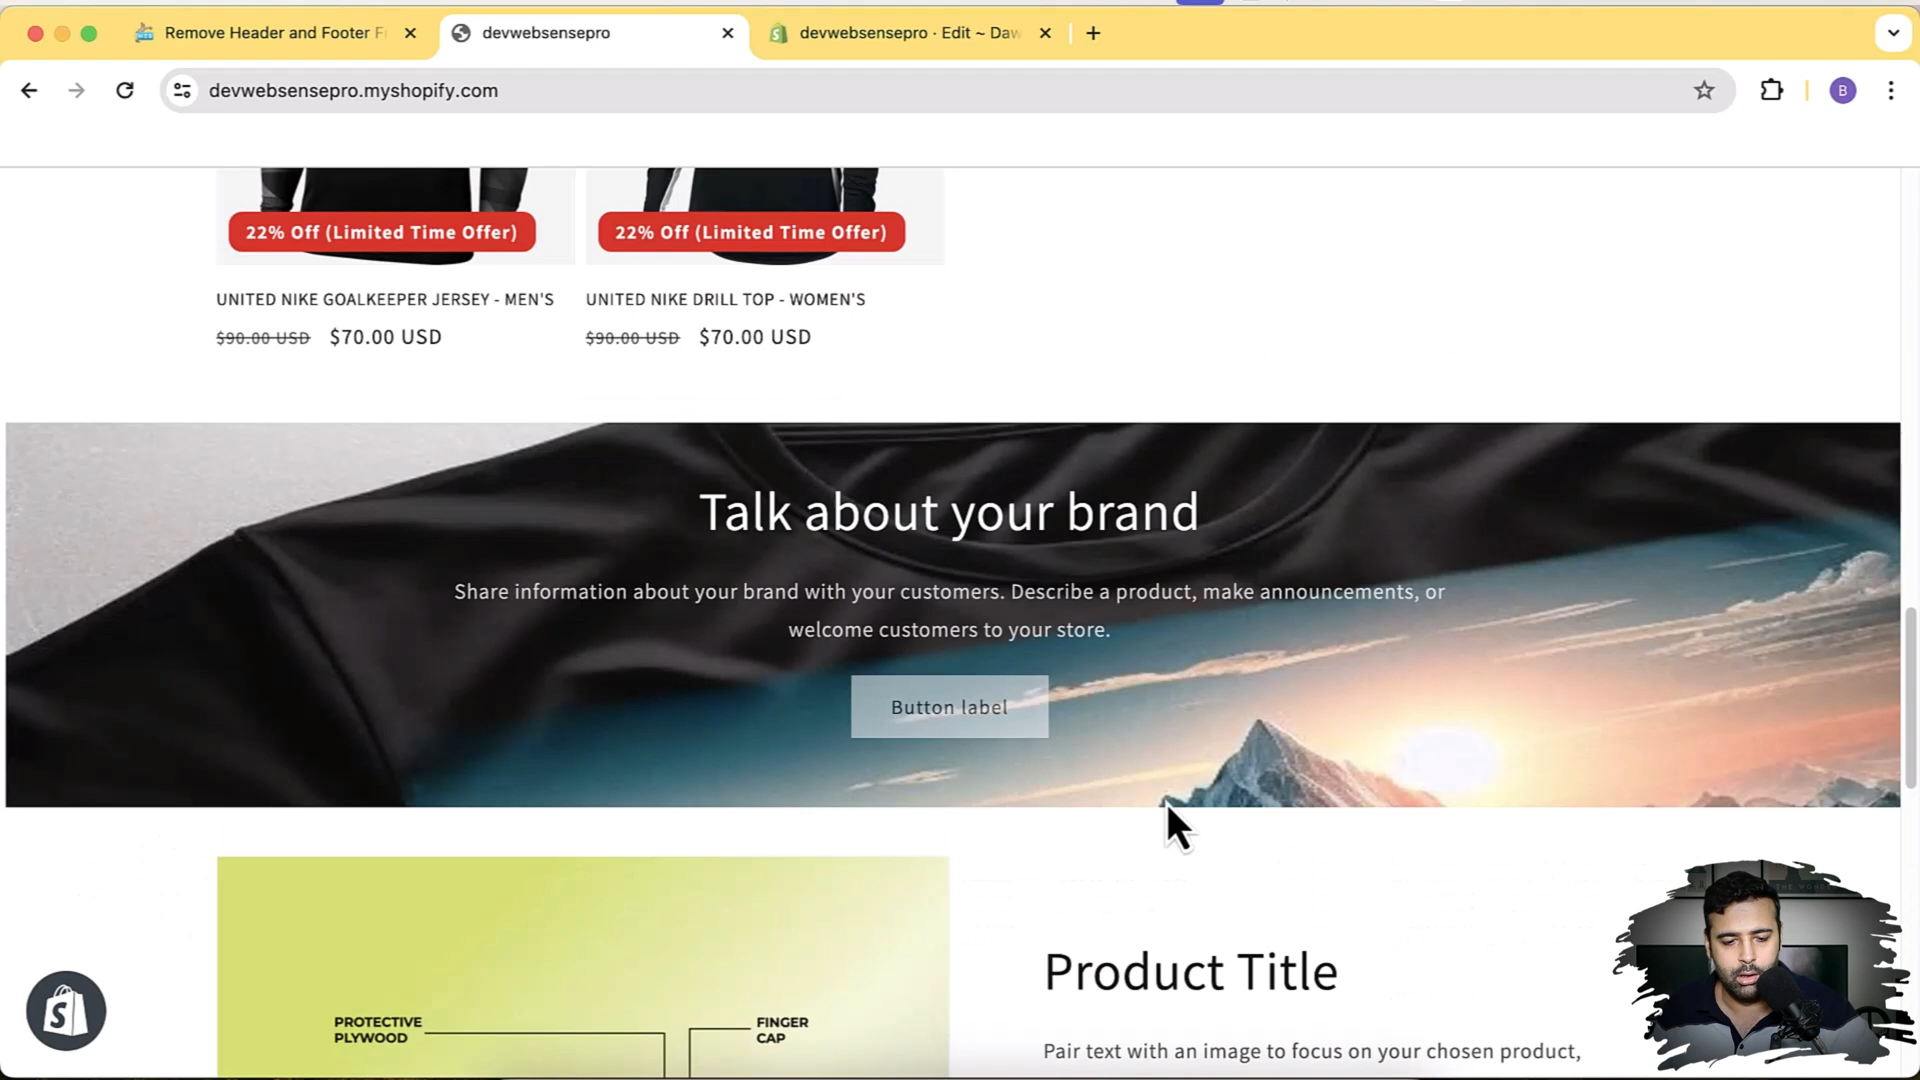 Remove Header and Footer F
devwebsensepro
devwebsensepro · Edit ~ Daw
devwebsensepro.myshopify.com
B
22% Off (Limited Time Offer)
22% Off (Limited Time Offer)
UNITED NIKE GOALKEEPER JERSEY - MEN'S
UNITED NIKE DRILL TOP - WOMEN'S
$90.00 USD $70.00 USD
$90.00 USD $70.00 USD
Talk about your brand
Share information about your brand with your customers. Describe a product, make announcements, or
welcome customers to your store.
Button label
PROTECTIVE
PLYWOOD
FINGER
CAP
Product Title
Pair text with an image to focus on your chosen product,